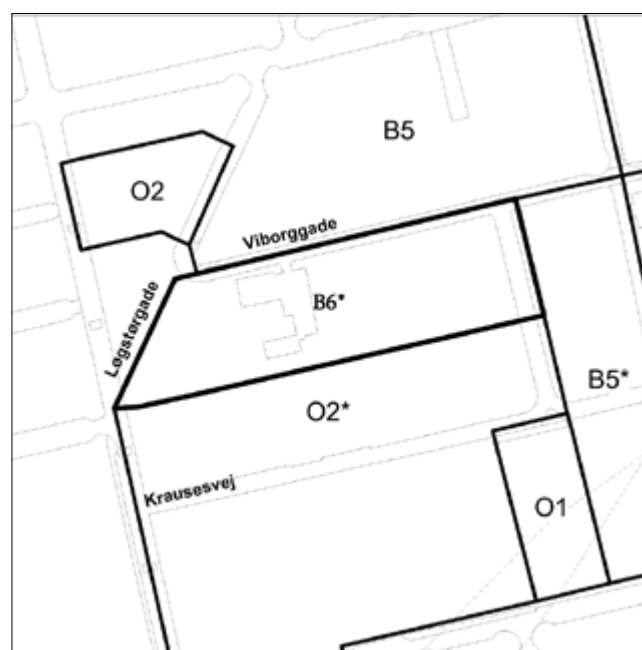 B5
O2
Viborggade
B6*
Løgstørgade
B5*
O2*
Krausesvej
O1